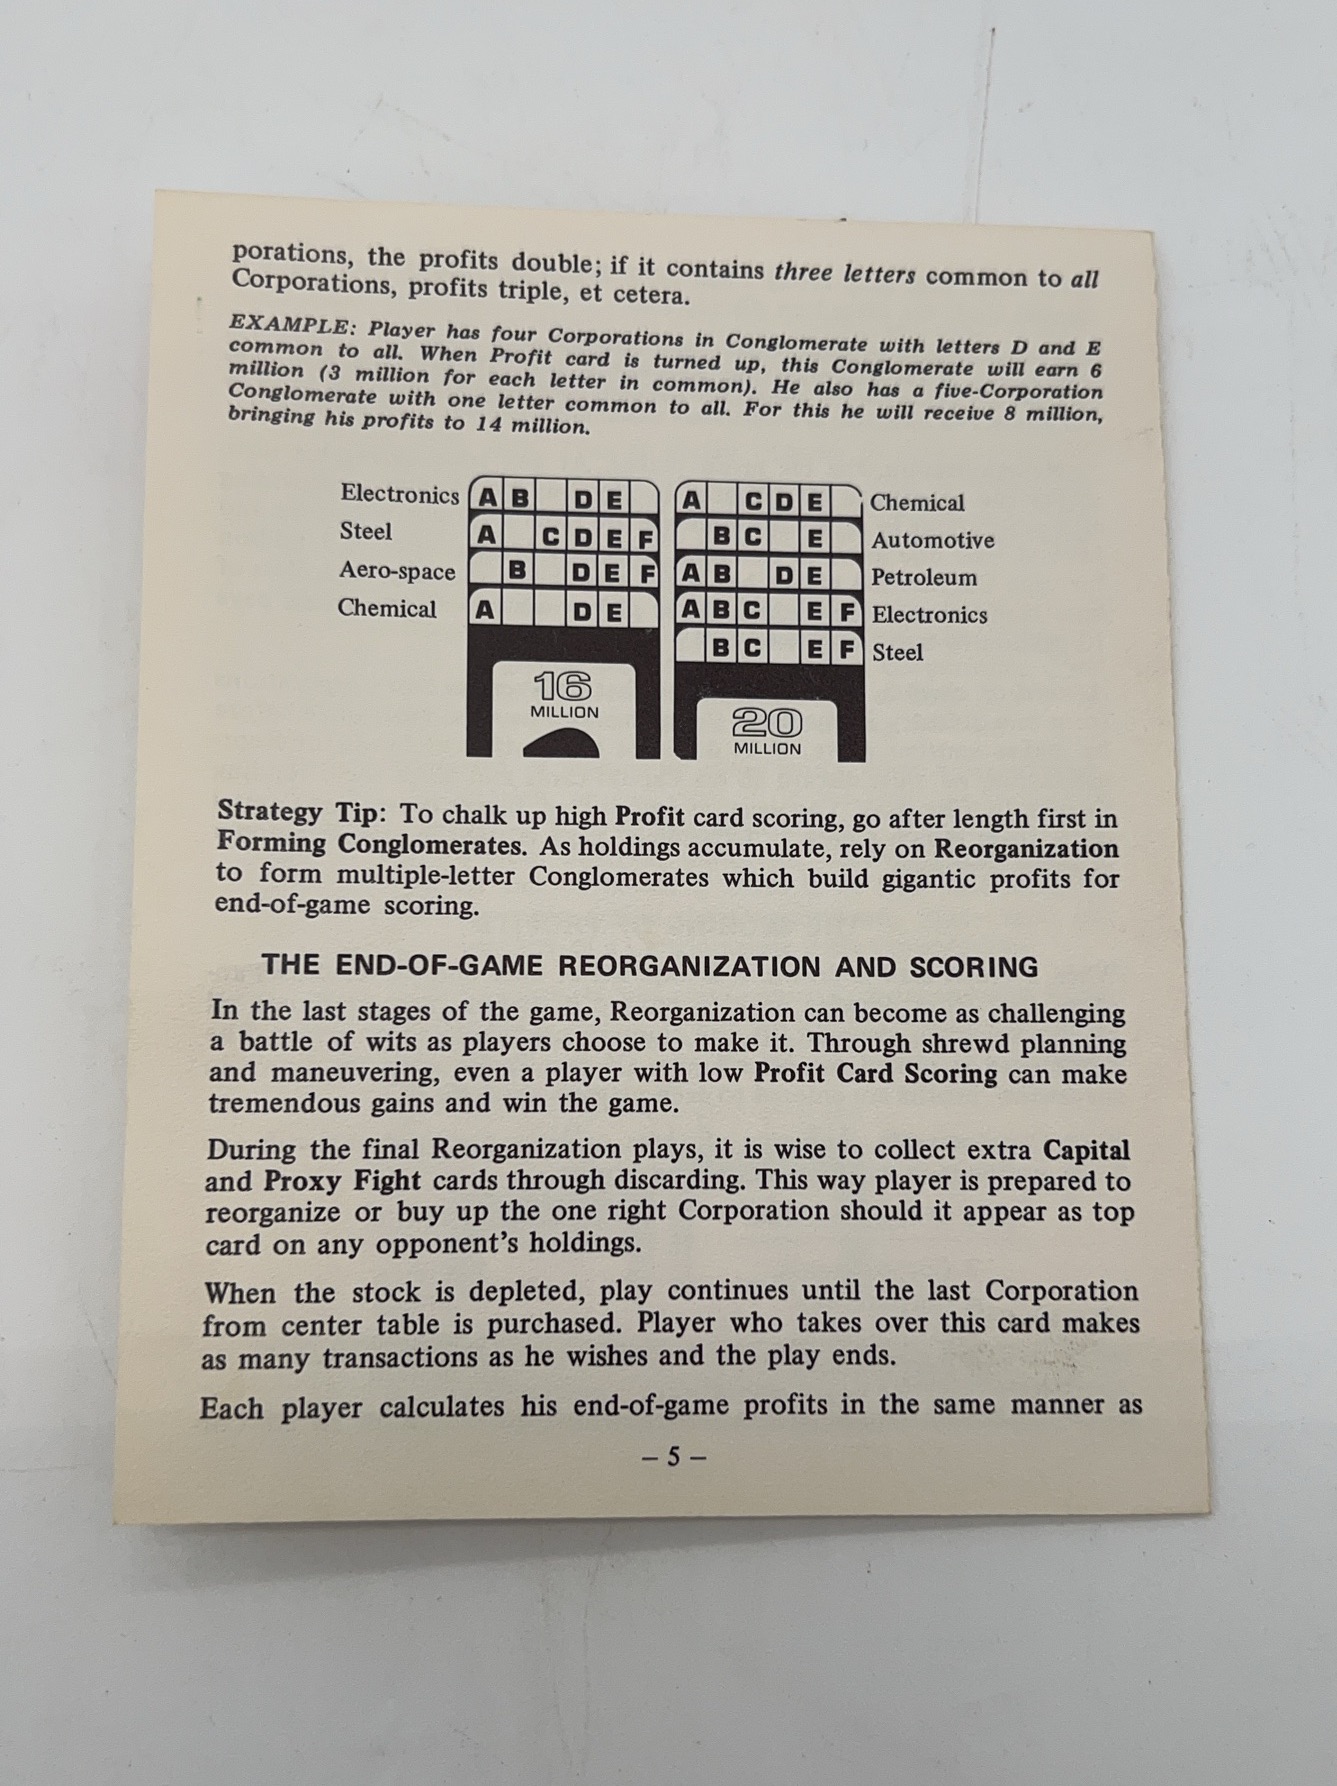 porations, the profits double; if it contains three letters common to all
Corporations, profits triple, et cetera.
EXAMPLE: Player has four Corporations in Conglomerate with letters D and E
common to all. When Profit card is turned up, this Conglomerate will earn 6
million (3 million for each letter in common). He also has a five-Corporation
Conglomerate with one letter common to all. For this he will receive 8 million,
bringing his profits to 14 million.
Electronics A B D E
Steel A C D E F
Aero-space B D E F
Chemical A D E
16
MILLION
A C D E Chemical
B C E Automotive
A B D E Petroleum
A B C E F Electronics
B C E F Steel
20
MILLION
Strategy Tip: To chalk up high Profit card scoring, go after length first in
Forming Conglomerates. As holdings accumulate, rely on Reorganization
to form multiple-letter Conglomerates which build gigantic profits for
end-of-game scoring.
THE END-OF-GAME REORGANIZATION AND SCORING
In the last stages of the game, Reorganization can become as challenging
a battle of wits as players choose to make it. Through shrewd planning
and maneuvering, even a player with low Profit Card Scoring can make
tremendous gains and win the game.
During the final Reorganization plays, it is wise to collect extra Capital
and Proxy Fight cards through discarding. This way player is prepared to
reorganize or buy up the one right Corporation should it appear as top
card on any opponent's holdings.
When the stock is depleted, play continues until the last Corporation
from center table is purchased. Player who takes over this card makes
as many transactions as he wishes and the play ends.
Each player calculates his end-of-game profits in the same manner as
– 5 –